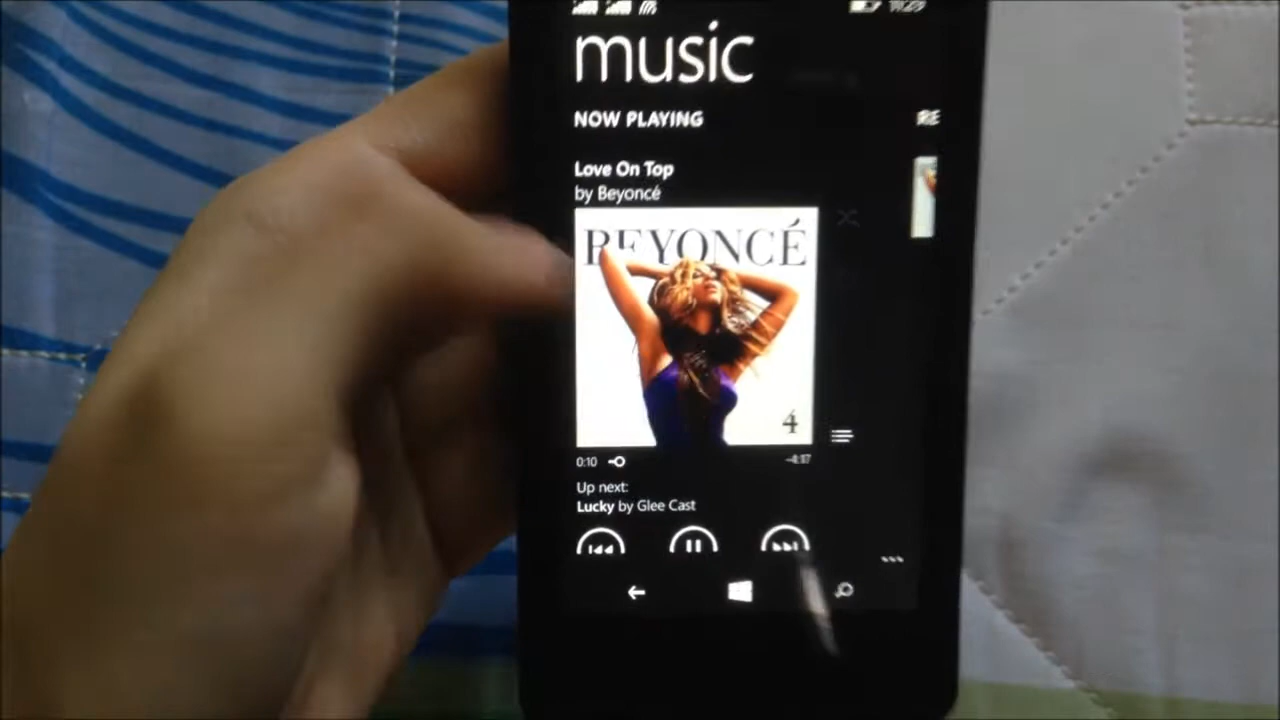 music
NOW PLAYING
RE
Love On Top
by Beyoncé
BEYONCÉ
4
0:10
-4:17
Up next:
Lucky by Glee Cast